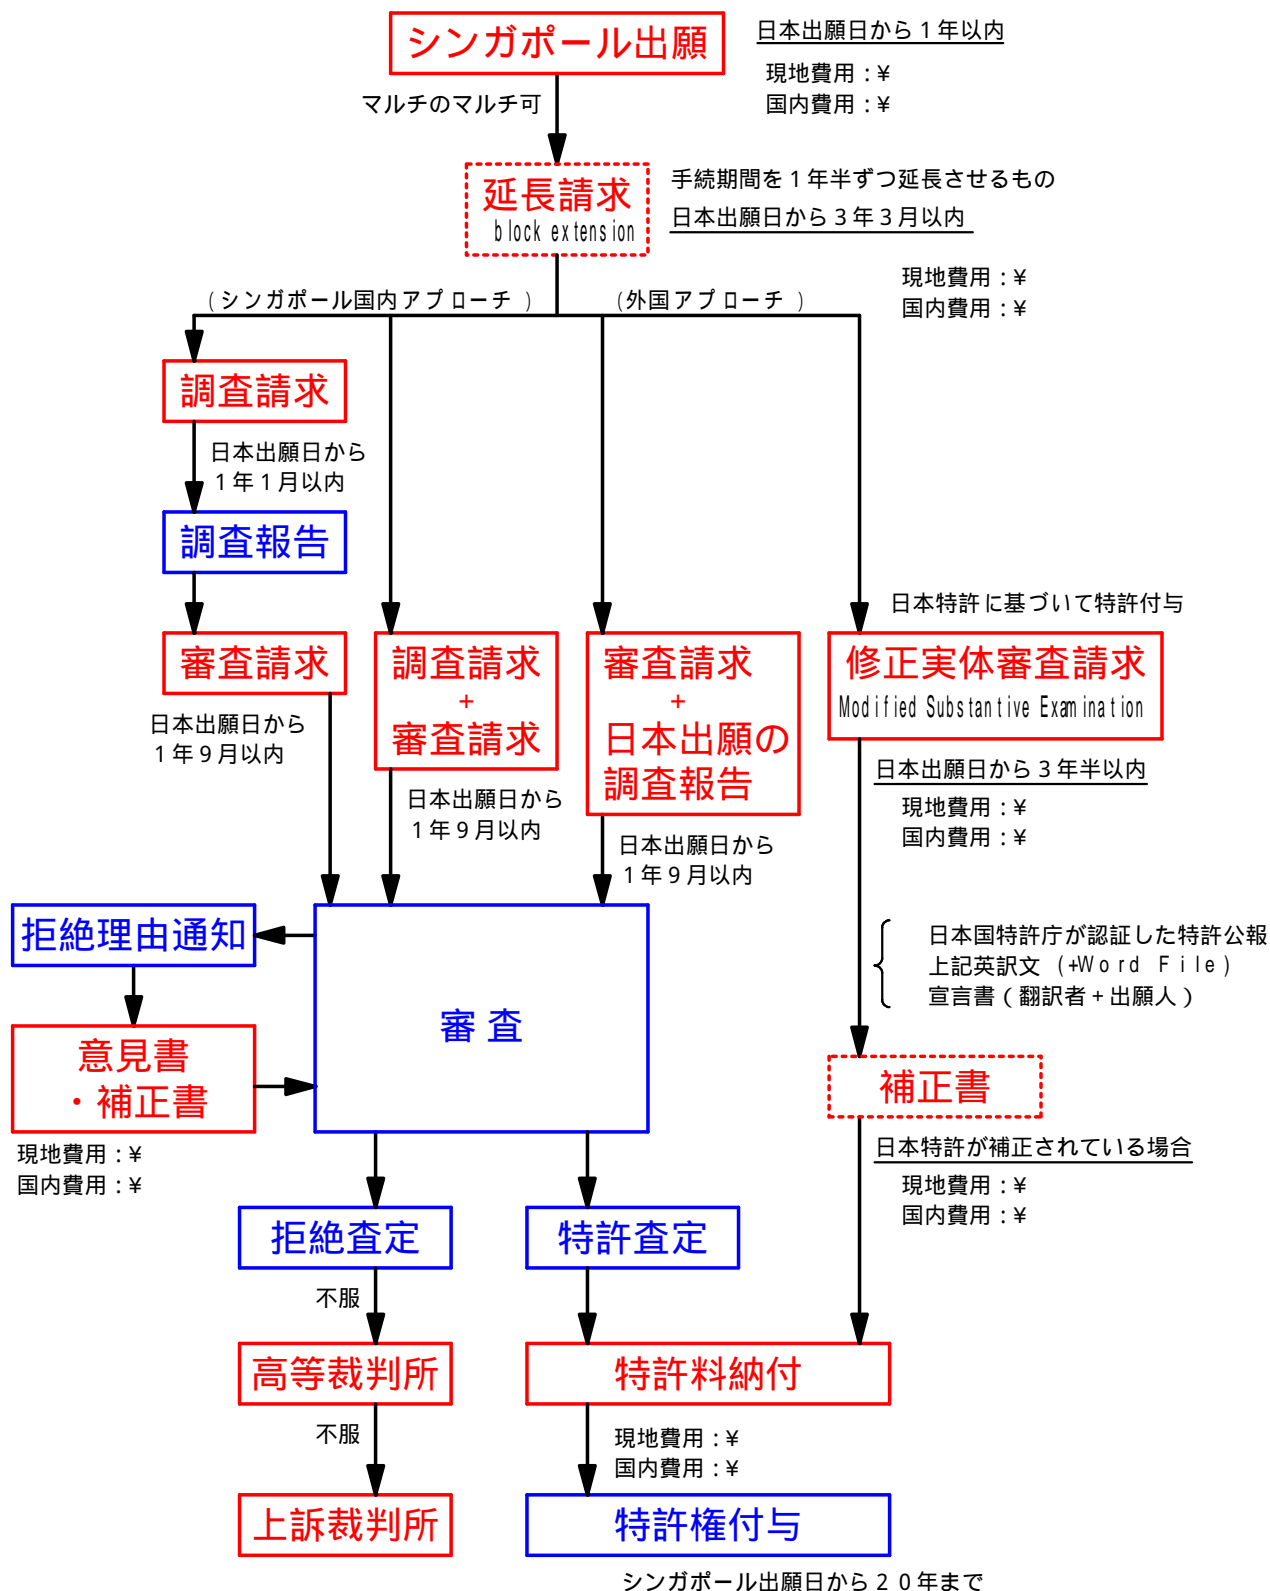 シンガポール出願
日本出願日から1年以内
現地費用：¥
国内費用：¥
マルチのマルチ可
延長請求
block extension
手続期間を1年半ずつ延長させるもの
日本出願日から3年3月以内
現地費用：¥
国内費用：¥
(シンガポール国内アプローチ)
(外国アプローチ)
調査請求
日本出願日から
1年1月以内
調査報告
日本特許に基づいて特許付与
審査請求
日本出願日から
1年9月以内
調査請求
+
審査請求
日本出願日から
1年9月以内
審査請求
+
日本出願の
調査報告
日本出願日から
1年9月以内
修正実体審査請求
Modified Substantive Examination
日本出願日から3年半以内
現地費用：¥
国内費用：¥
拒絶理由通知
審査
日本国特許庁が認証した特許公報
上記英訳文 (+Word File)
宣言書(翻訳者+出願人)
意見書
・補正書
現地費用：¥
国内費用：¥
補正書
日本特許が補正されている場合
現地費用：¥
国内費用：¥
拒絶査定
特許査定
不服
高等裁判所
特許料納付
不服
現地費用：¥
国内費用：¥
上訴裁判所
特許権付与
シンガポール出願日から20年まで